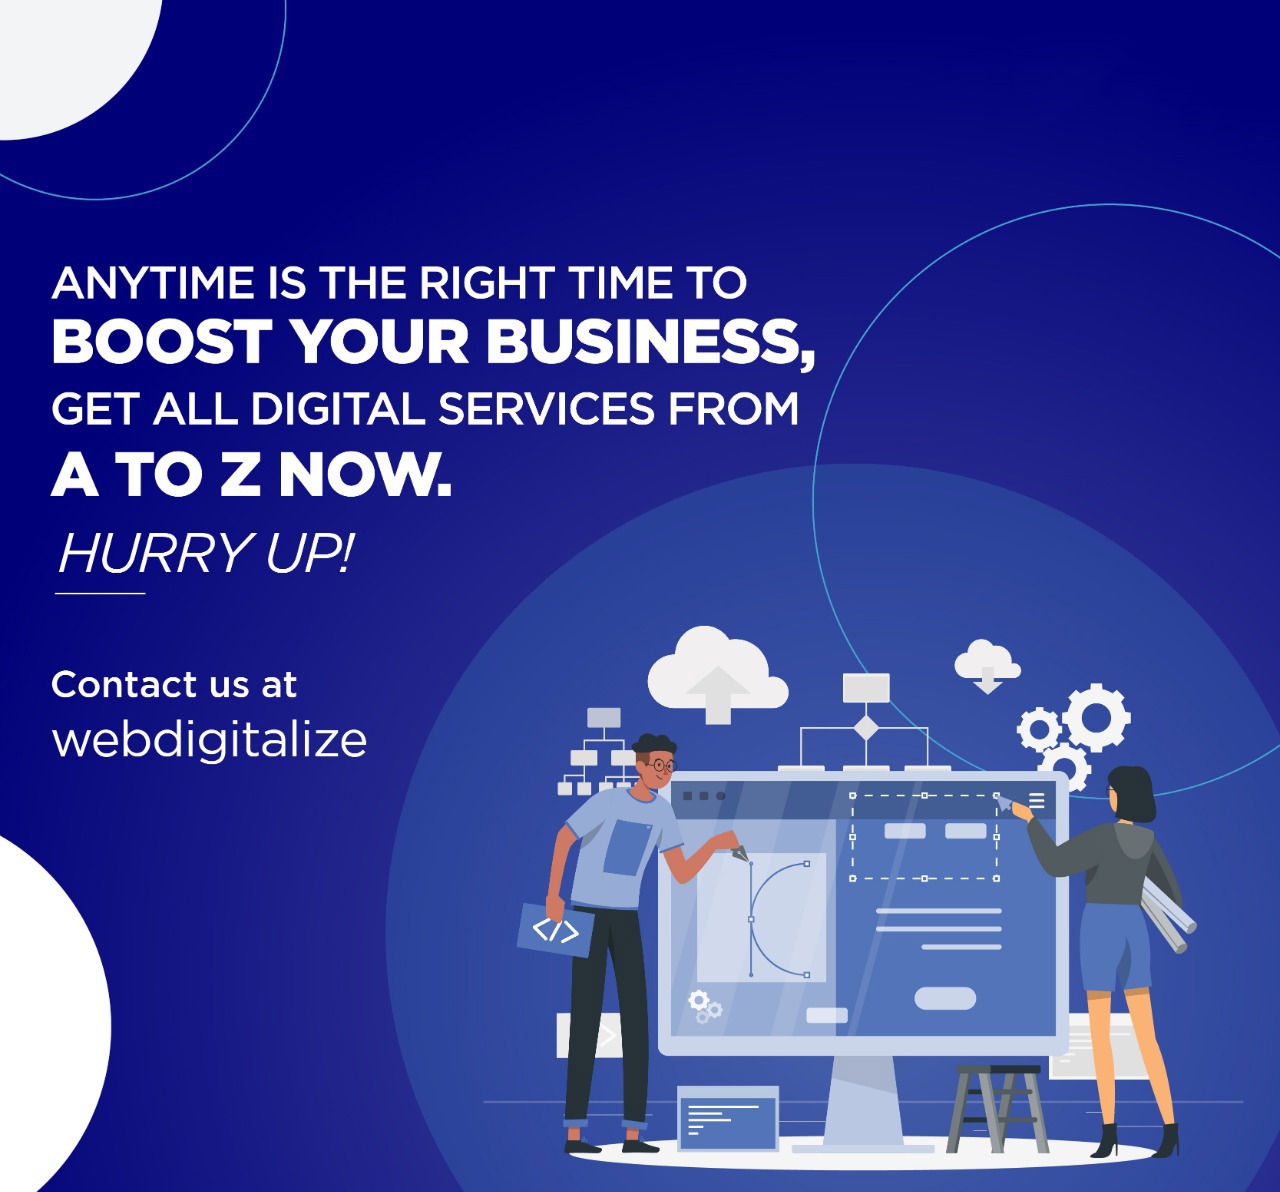 ANYTIME IS THE RIGHT TIME TO
BOOST YOUR BUSINESS,
GET ALL DIGITAL SERVICES FROM
A TO Z NOW.
HURRY UP!
Contact us at
webdigitalize
</>